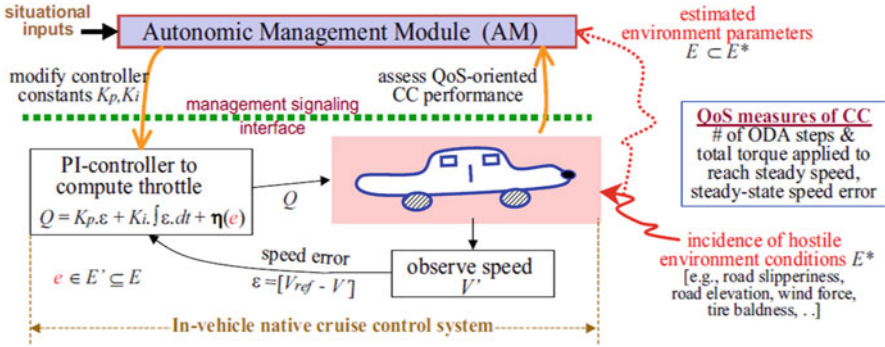 situational
inputs
Autonomic Management Module (AM)
estimated
environment parameters
E ⊂ E*
modify controller
constants Kp,Ki
assess QoS-oriented
CC performance
management signaling
interface
QoS measures of CC
# of ODA steps &
total torque applied to
reach steady speed,
steady-state speed error
PI-controller to
compute throttle
Q = Kp.ε + Ki.∫ε.dt + η(e)
Q
speed error
ε=[Vref - V']
observe speed
V'
e ∈ E' ⊆ E
incidence of hostile
environment conditions E*
[e.g., road slipperiness,
road elevation, wind force,
tire baldness, . .]
In-vehicle native cruise control system